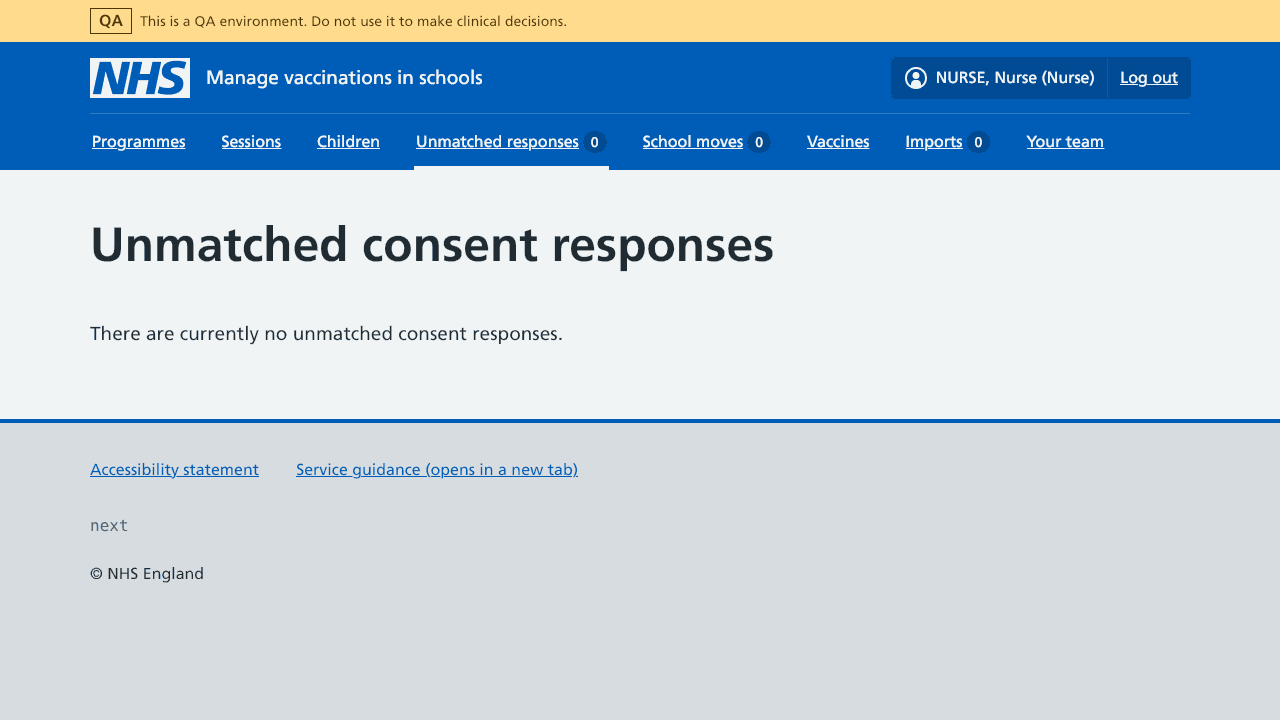 QA This is a QA environment. Do not use it to make clinical decisions.
NHS Manage vaccinations in schools NURSE, Nurse (Nurse) Log out
Programmes Sessions Children Unmatched responses 0 School moves 0 Vaccines Imports 0 Your team
Unmatched consent responses
There are currently no unmatched consent responses.
Accessibility statement Service guidance (opens in a new tab)
next
© NHS England